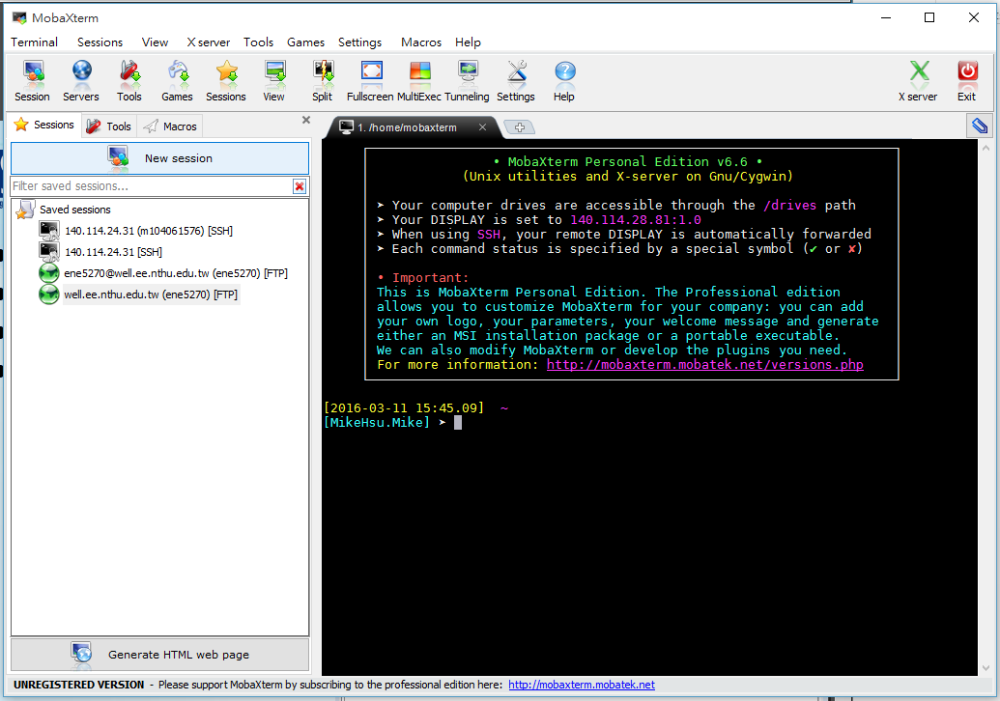 MobaXterm
Terminal Sessions View X server Tools Games Settings Macros Help
Session Servers Tools Games Sessions View Split Fullscreen MultiExec Tunneling Settings Help X server Exit
Sessions Tools Macros
1. /home/mobaxterm
New session
Filter saved sessions...
Saved sessions
140.114.24.31 (m104061576) [SSH]
140.114.24.31 [SSH]
ene5270@well.ee.nthu.edu.tw (ene5270) [FTP]
well.ee.nthu.edu.tw (ene5270) [FTP]
• MobaXterm Personal Edition v6.6 •
(Unix utilities and X-server on Gnu/Cygwin)
➤ Your computer drives are accessible through the /drives path
➤ Your DISPLAY is set to 140.114.28.81:1.0
➤ When using SSH, your remote DISPLAY is automatically forwarded
➤ Each command status is specified by a special symbol (✔ or ✘)
• Important:
This is MobaXterm Personal Edition. The Professional edition
allows you to customize MobaXterm for your company: you can add
your own logo, your parameters, your welcome message and generate
either an MSI installation package or a portable executable.
We can also modify MobaXterm or develop the plugins you need.
For more information: http://mobaxterm.mobatek.net/versions.php
[2016-03-11 15:45.09] ~
[MikeHsu.Mike] ➤
Generate HTML web page
UNREGISTERED VERSION - Please support MobaXterm by subscribing to the professional edition here: http://mobaxterm.mobatek.net